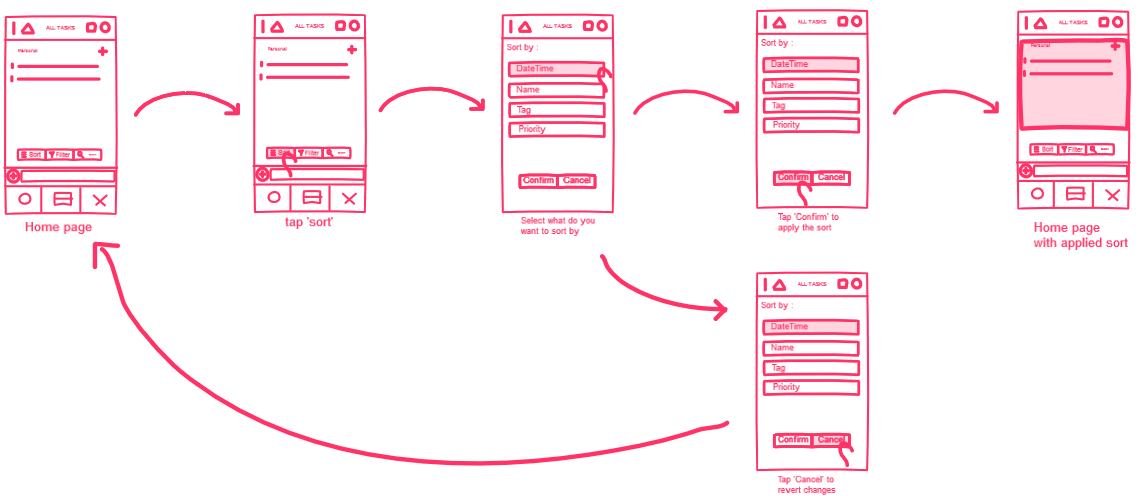 ALL TASKS
Personal
Sort Filter
Home page
ALL TASKS
Personal
Sort Filter
tap 'sort'
ALL TASKS
Sort by :
DateTime
Name
Tag
Priority
Confirm Cancel
Select what do you
want to sort by
ALL TASKS
Sort by :
DateTime
Name
Tag
Priority
Confirm Cancel
Tap 'Confirm' to
apply the sort
ALL TASKS
Personal
Sort Filter
Home page
with applied sort
ALL TASKS
Sort by :
DateTime
Name
Tag
Priority
Confirm Cancel
Tap 'Cancel' to
revert changes